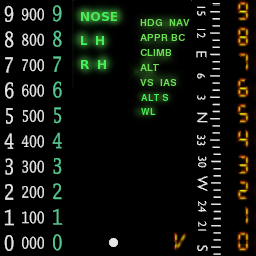 9 900 9
8 800 8
7 700 7
6 600 6
5 500 5
4 400 4
3 300 3
2 200 2
1 100 1
0 000 0
NOSE
L H
R H
HDG NAV
APPR BC
CLIMB
ALT
VS IAS
ALT S
WL
S 21 24 W 30 33 N 3 6 E 12 15
9
8
7
6
5
4
3
2
1
0
V